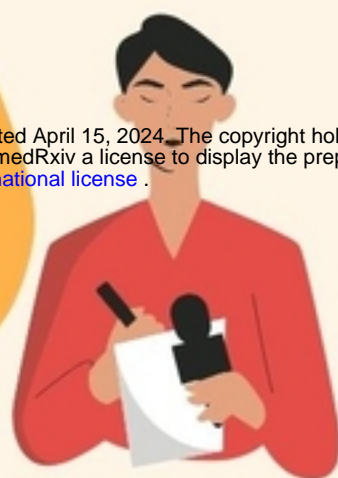 ted April 15, 2024. The copyright hol
medRxiv a license to display the prep
national license .